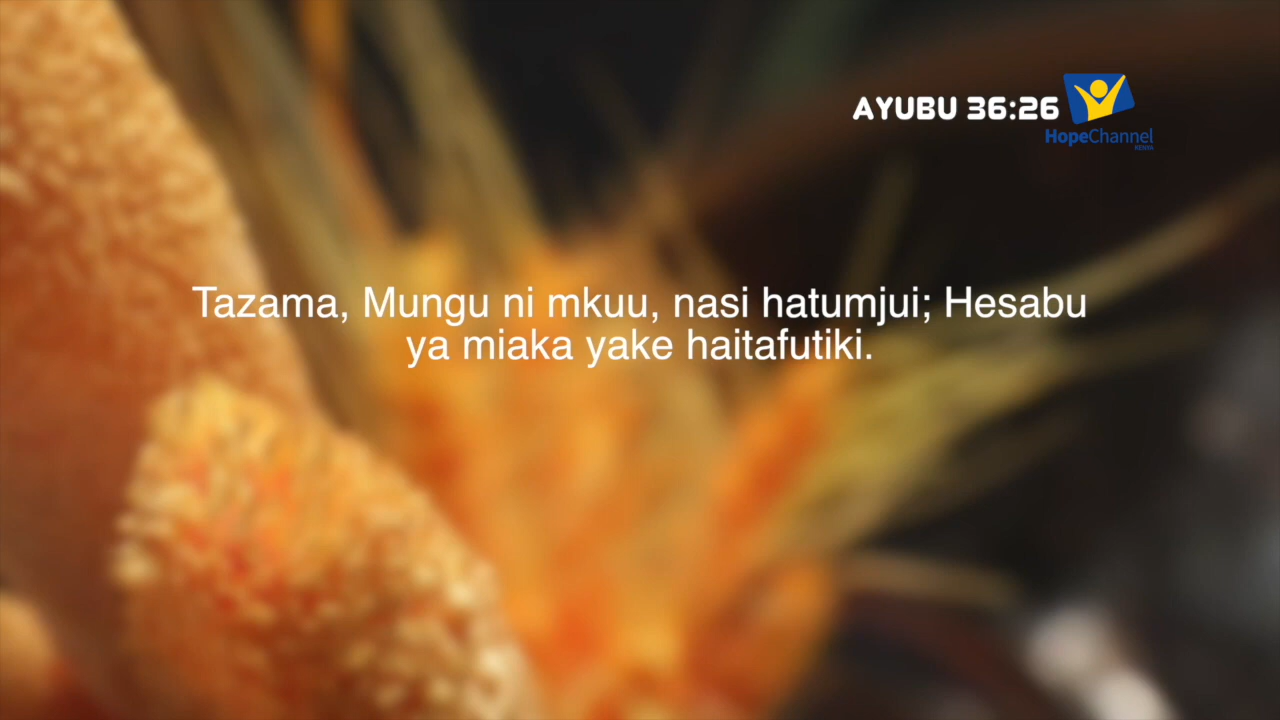 AYUBU 36:26
HopeChannel
KENYA
Tazama, Mungu ni mkuu, nasi hatumjui; Hesabu
ya miaka yake haitafutiki.